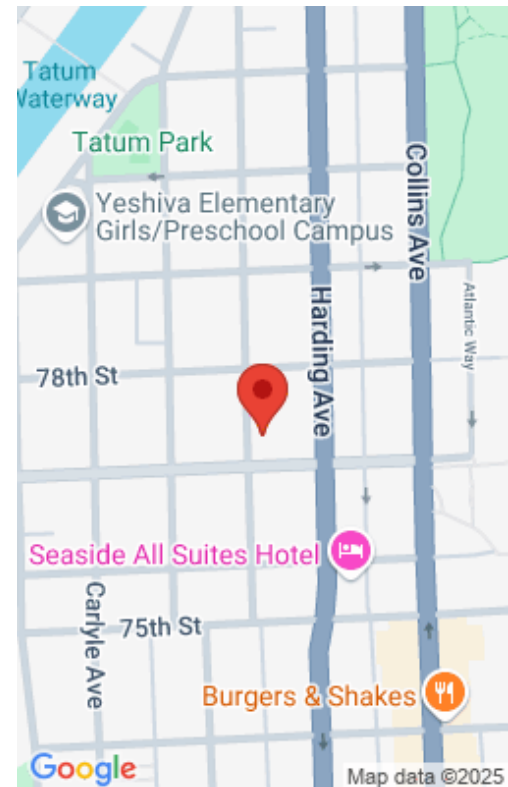 Tatum
Waterway
Tatum Park
Yeshiva Elementary
Girls/Preschool Campus
Collins Ave
Harding Ave
Atlantic Way
78th St
Seaside All Suites Hotel
Carlyle Ave
75th St
Burgers & Shakes
Google
Map data ©2025